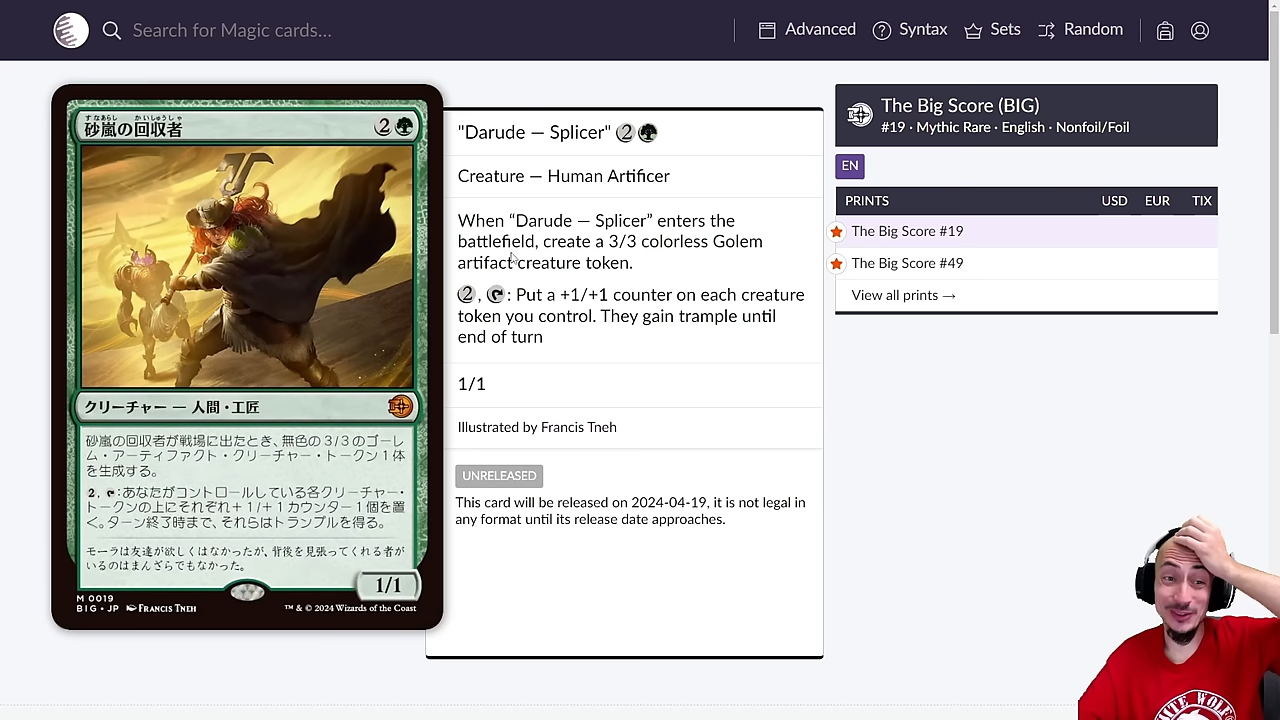 Search for Magic cards...
Advanced
Syntax
Sets
Random
すなあらし かいしゅうしゃ
砂嵐の回収者 2
クリーチャー — 人間・工匠
砂嵐の回収者が戦場に出たとき、無色の3/3のゴーレ
ム・アーティファクト・クリーチャー・トークン1体
を生成する。
2, :あなたがコントロールしている各クリーチャー・
トークンの上にそれぞれ+1/+1カウンター1個を置
く。ターン終了時まで、それらはトランプルを得る。
モーラは友達が欲しくはなかったが、背後を見張ってくれる者が
いるのはまんざらでもなかった。
1/1
M 0019
BIG • JP FRANCIS TNEH
™ & © 2024 Wizards of the Coast
"Darude — Splicer" 2
Creature — Human Artificer
When “Darude — Splicer” enters the
battlefield, create a 3/3 colorless Golem
artifact creature token.
2, : Put a +1/+1 counter on each creature
token you control. They gain trample until
end of turn
1/1
Illustrated by Francis Tneh
UNRELEASED
This card will be released on 2024-04-19, it is not legal in
any format until its release date approaches.
The Big Score (BIG)
#19 · Mythic Rare · English · Nonfoil/Foil
EN
PRINTS USD EUR TIX
The Big Score #19
The Big Score #49
View all prints →